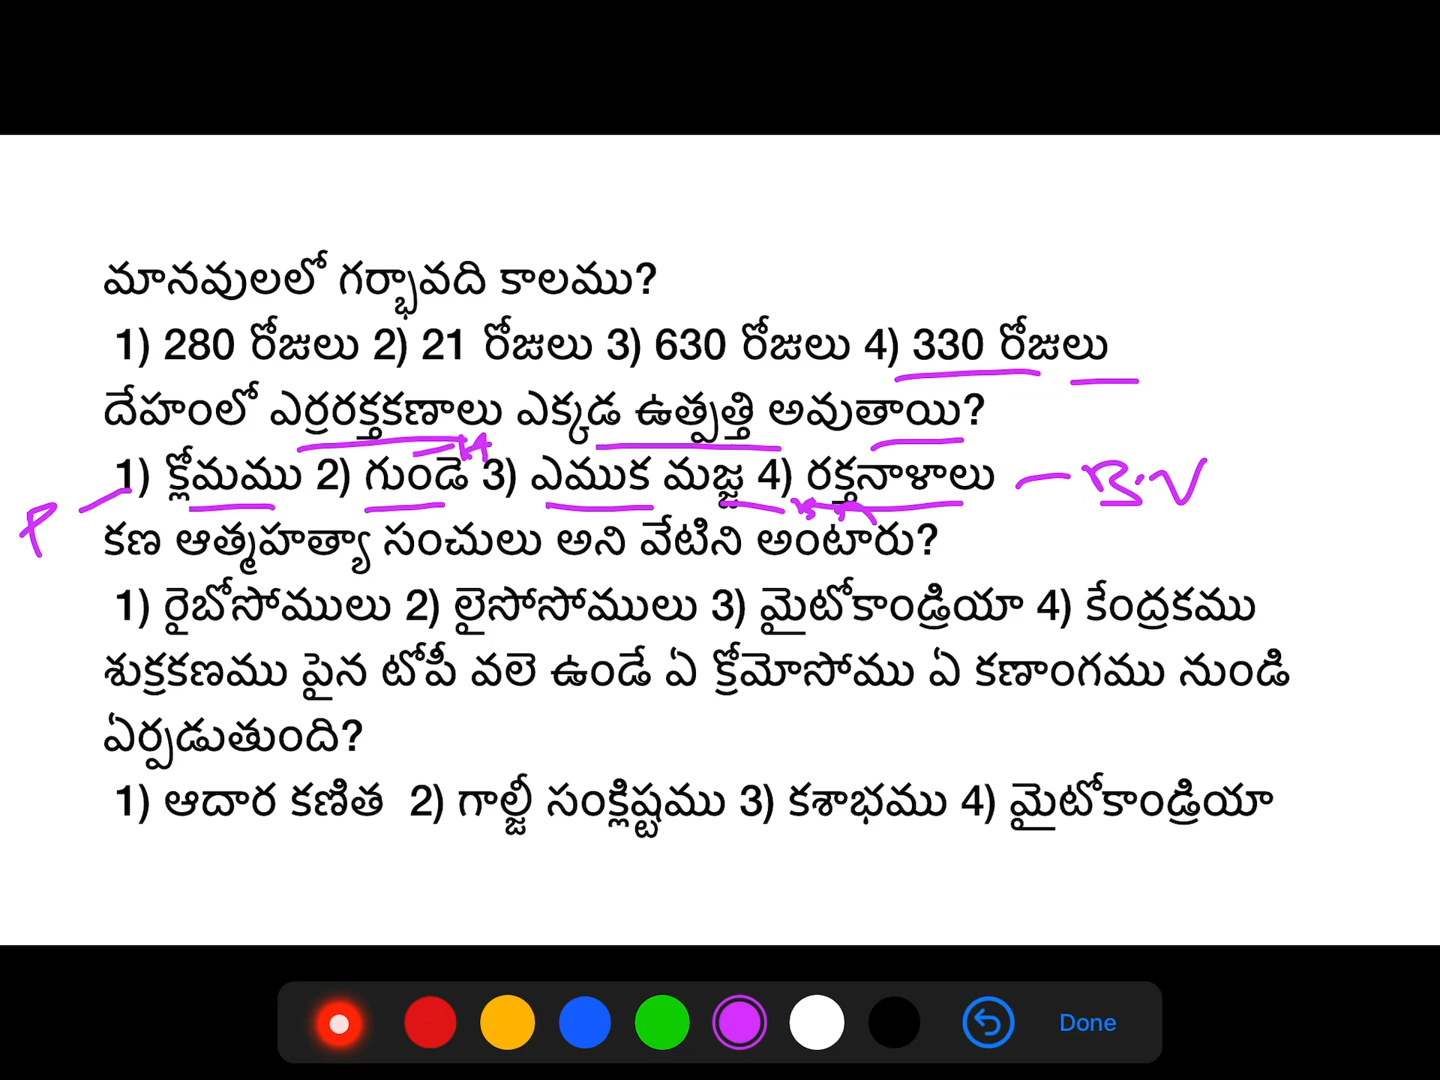 మానవులలో గర్భావది కాలము?
1) 280 రోజులు 2) 21 రోజులు 3) 630 రోజులు 4) 330 రోజులు
దేహంలో ఎర్రరక్తకణాలు ఎక్కడ ఉత్పత్తి అవుతాయి?
1) క్లోమము 2) గుండె 3) ఎముక మజ్జ 4) రక్తనాళాలు - B.V
P
కణ ఆత్మహత్యా సంచులు అని వేటిని అంటారు?
1) రైబోసోములు 2) లైసోసోములు 3) మైటోకాండ్రియా 4) కేంద్రకము
శుక్రకణము పైన టోపీ వలె ఉండే ఏ క్రోమోసోము ఏ కణాంగము నుండి
ఏర్పడుతుంది?
1) ఆదార కణిత 2) గాల్జీ సంక్లిష్టము 3) కశాభము 4) మైటోకాండ్రియా
Done